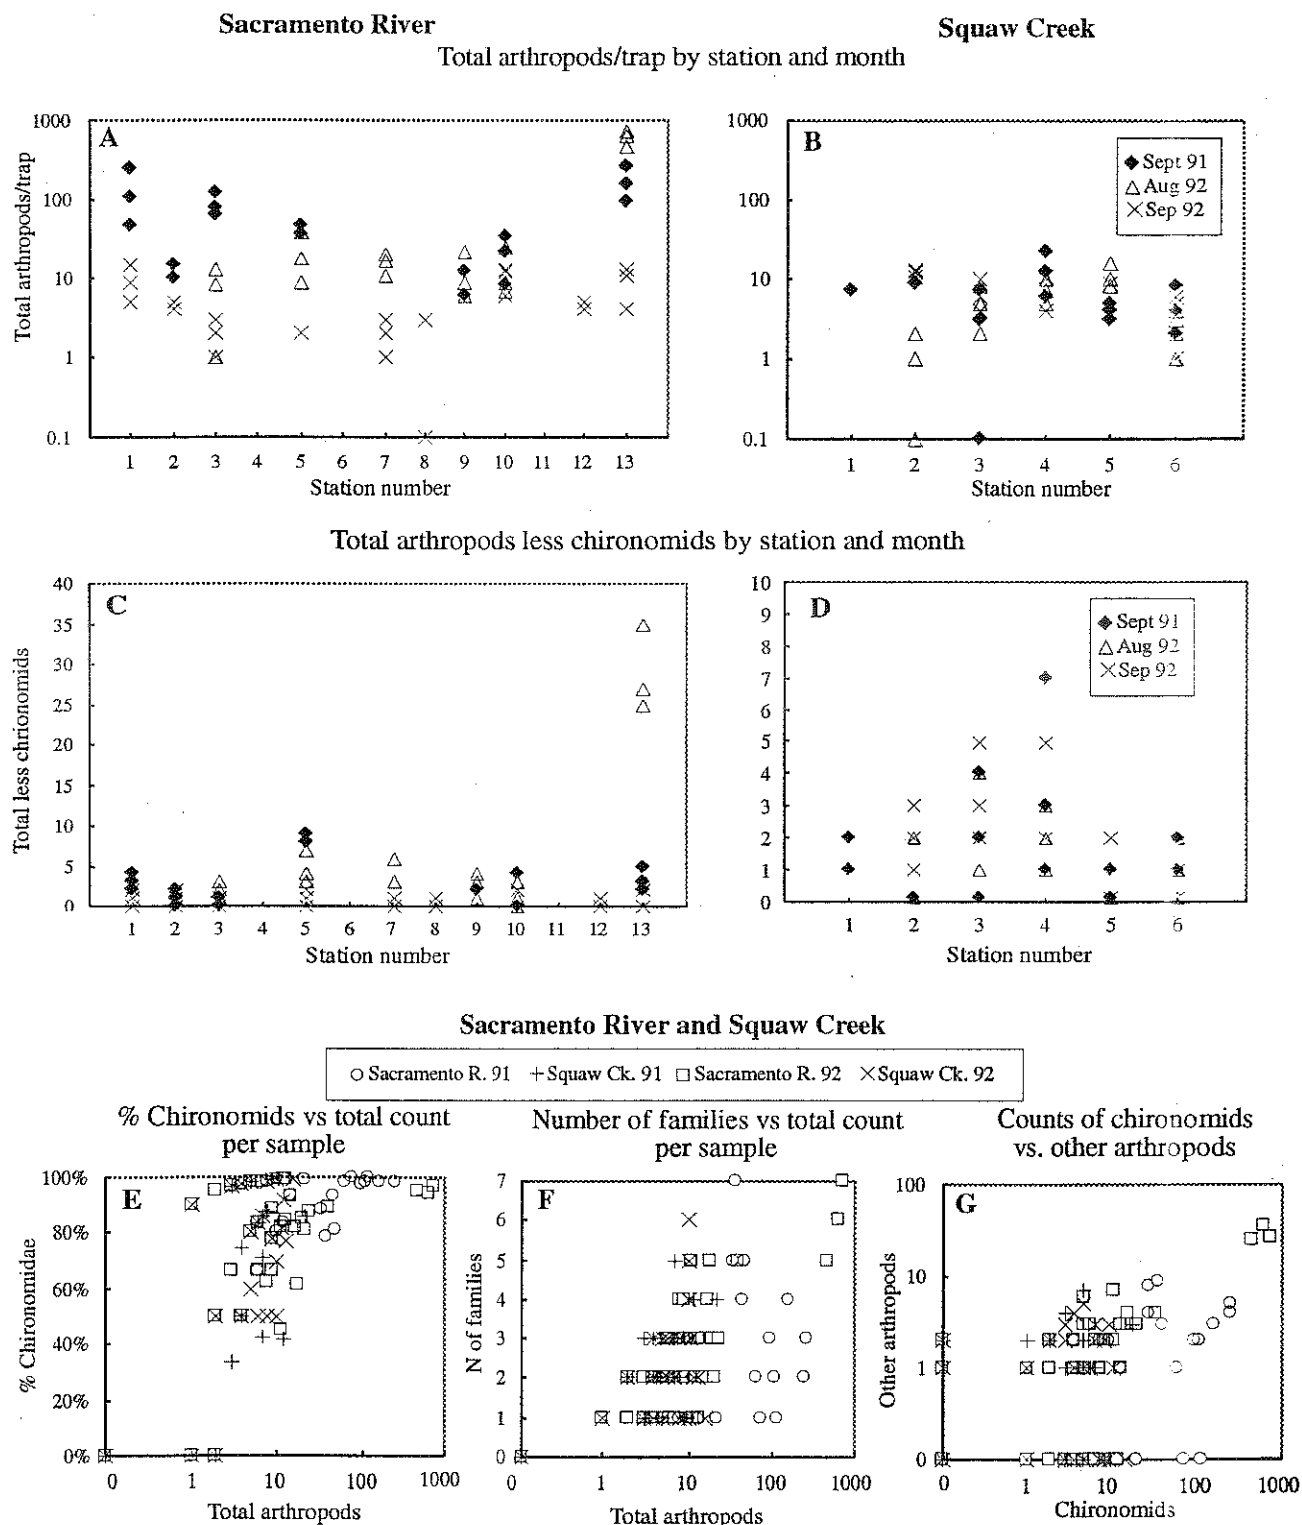 Sacramento River
Squaw Creek
Total arthropods/trap by station and month
A
1000
100
10
1
0.1
Total arthropods/trap
1 2 3 4 5 6 7 8 9 10 11 12 13
Station number
B
1000
100
10
1
0.1
Sept 91
Aug 92
Sep 92
1 2 3 4 5 6
Station number
Total arthropods less chironomids by station and month
C
40
35
30
25
20
15
10
5
0
Total less chrionomids
1 2 3 4 5 6 7 8 9 10 11 12 13
Station number
D
10
9
8
7
6
5
4
3
2
1
0
Sept 91
Aug 92
Sep 92
1 2 3 4 5 6
Station number
Sacramento River and Squaw Creek
Sacramento R. 91 Squaw Ck. 91 Sacramento R. 92 Squaw Ck. 92
% Chironomids vs total count
per sample
E
100%
80%
60%
40%
20%
0%
% Chironomidae
0 1 10 100 1000
Total arthropods
Number of families vs total count
per sample
F
7
6
5
4
3
2
1
0
N of families
0 1 10 100 1000
Total arthropods
Counts of chironomids
vs. other arthropods
G
100
10
1
0
Other arthropods
0 1 10 100 1000
Chironomids